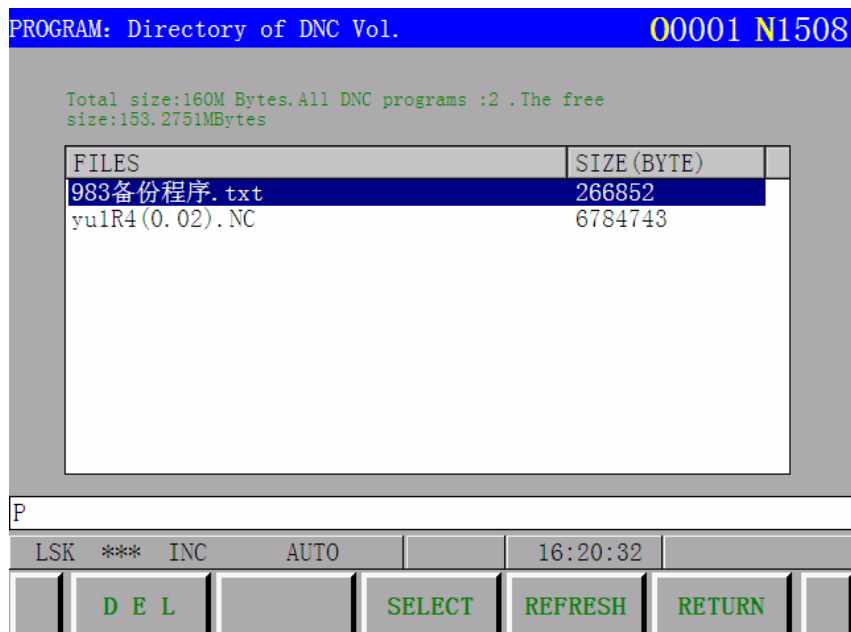 PROGRAM: Directory of DNC Vol. O0001 N1508
Total size:160M Bytes.All DNC programs :2 .The free
size:153.2751MBytes
FILES SIZE(BYTE)
983备份程序.txt 266852
yu1R4(0.02).NC 6784743
P
LSK *** INC AUTO 16:20:32
D E L SELECT REFRESH RETURN